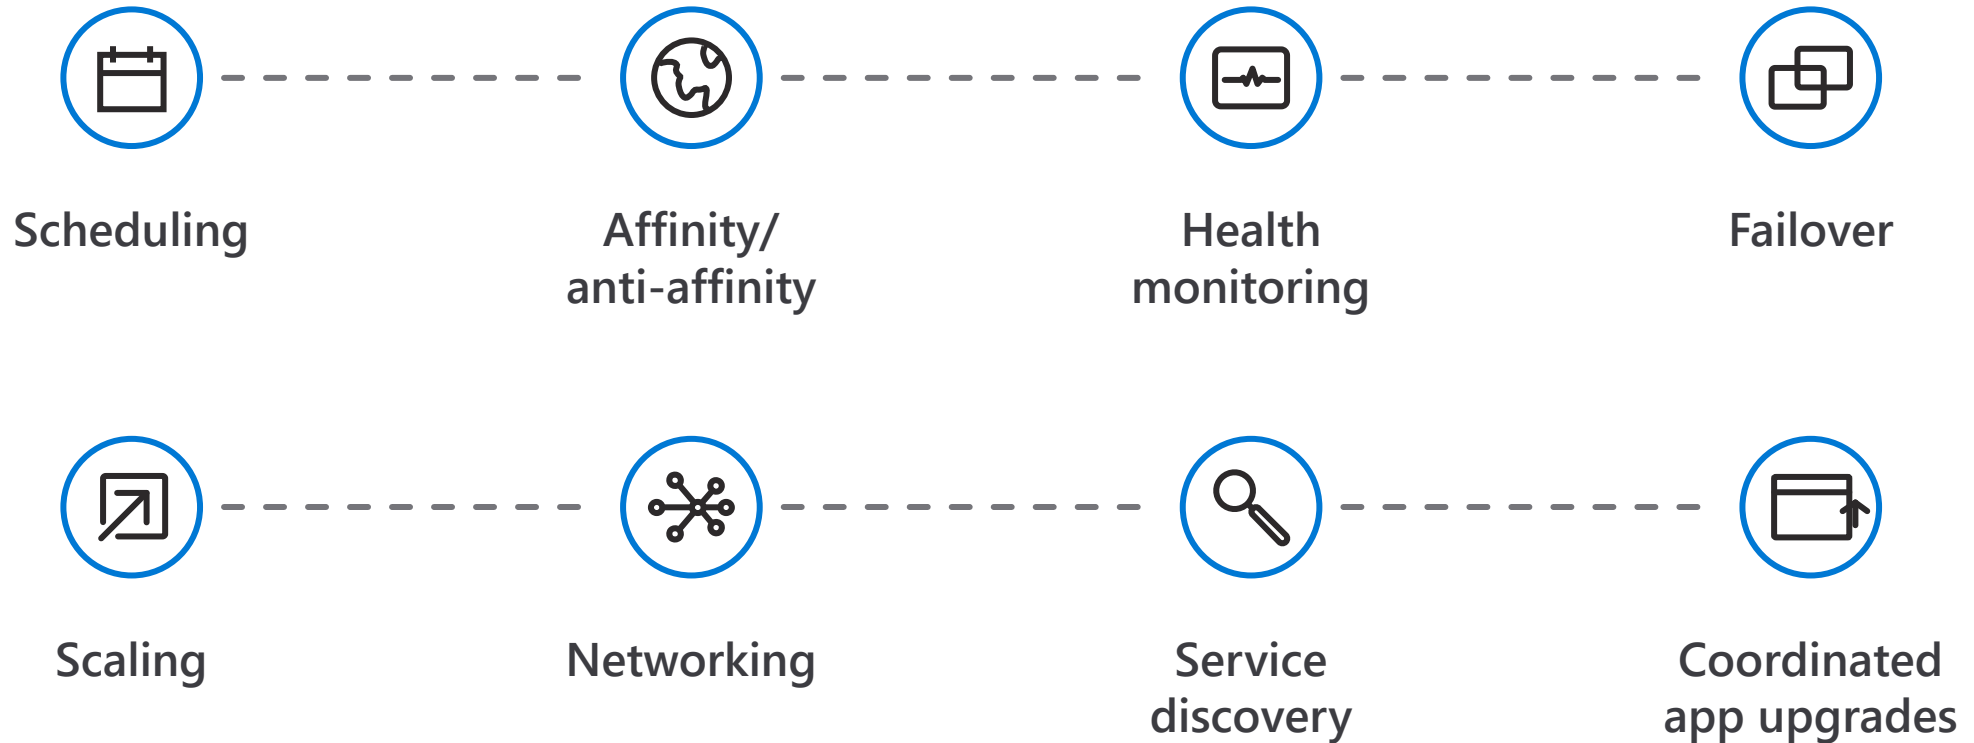 Scheduling
Affinity/
anti-affinity
Health
monitoring
Failover
Scaling
Networking
Service
discovery
Coordinated
app upgrades